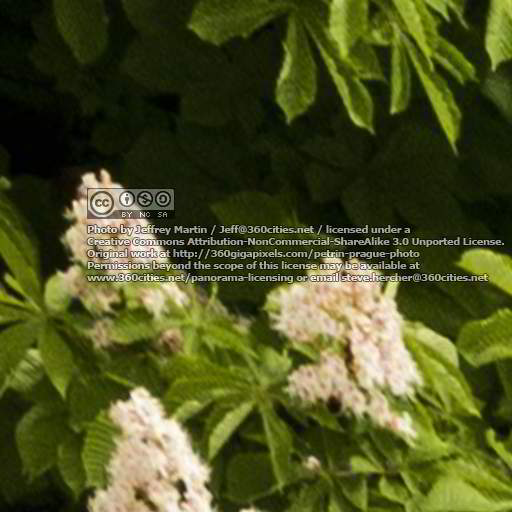 cc BY NC SA
Photo by Jeffrey Martin / Jeff@360cities.net / licensed under a
Creative Commons Attribution-NonCommercial-ShareAlike 3.0 Unported License.
Original work at http://360gigapixels.com/petrin-prague-photo
Permissions beyond the scope of this license may be available at
www.360cities.net/panorama-licensing or email steve.hercher@360cities.net